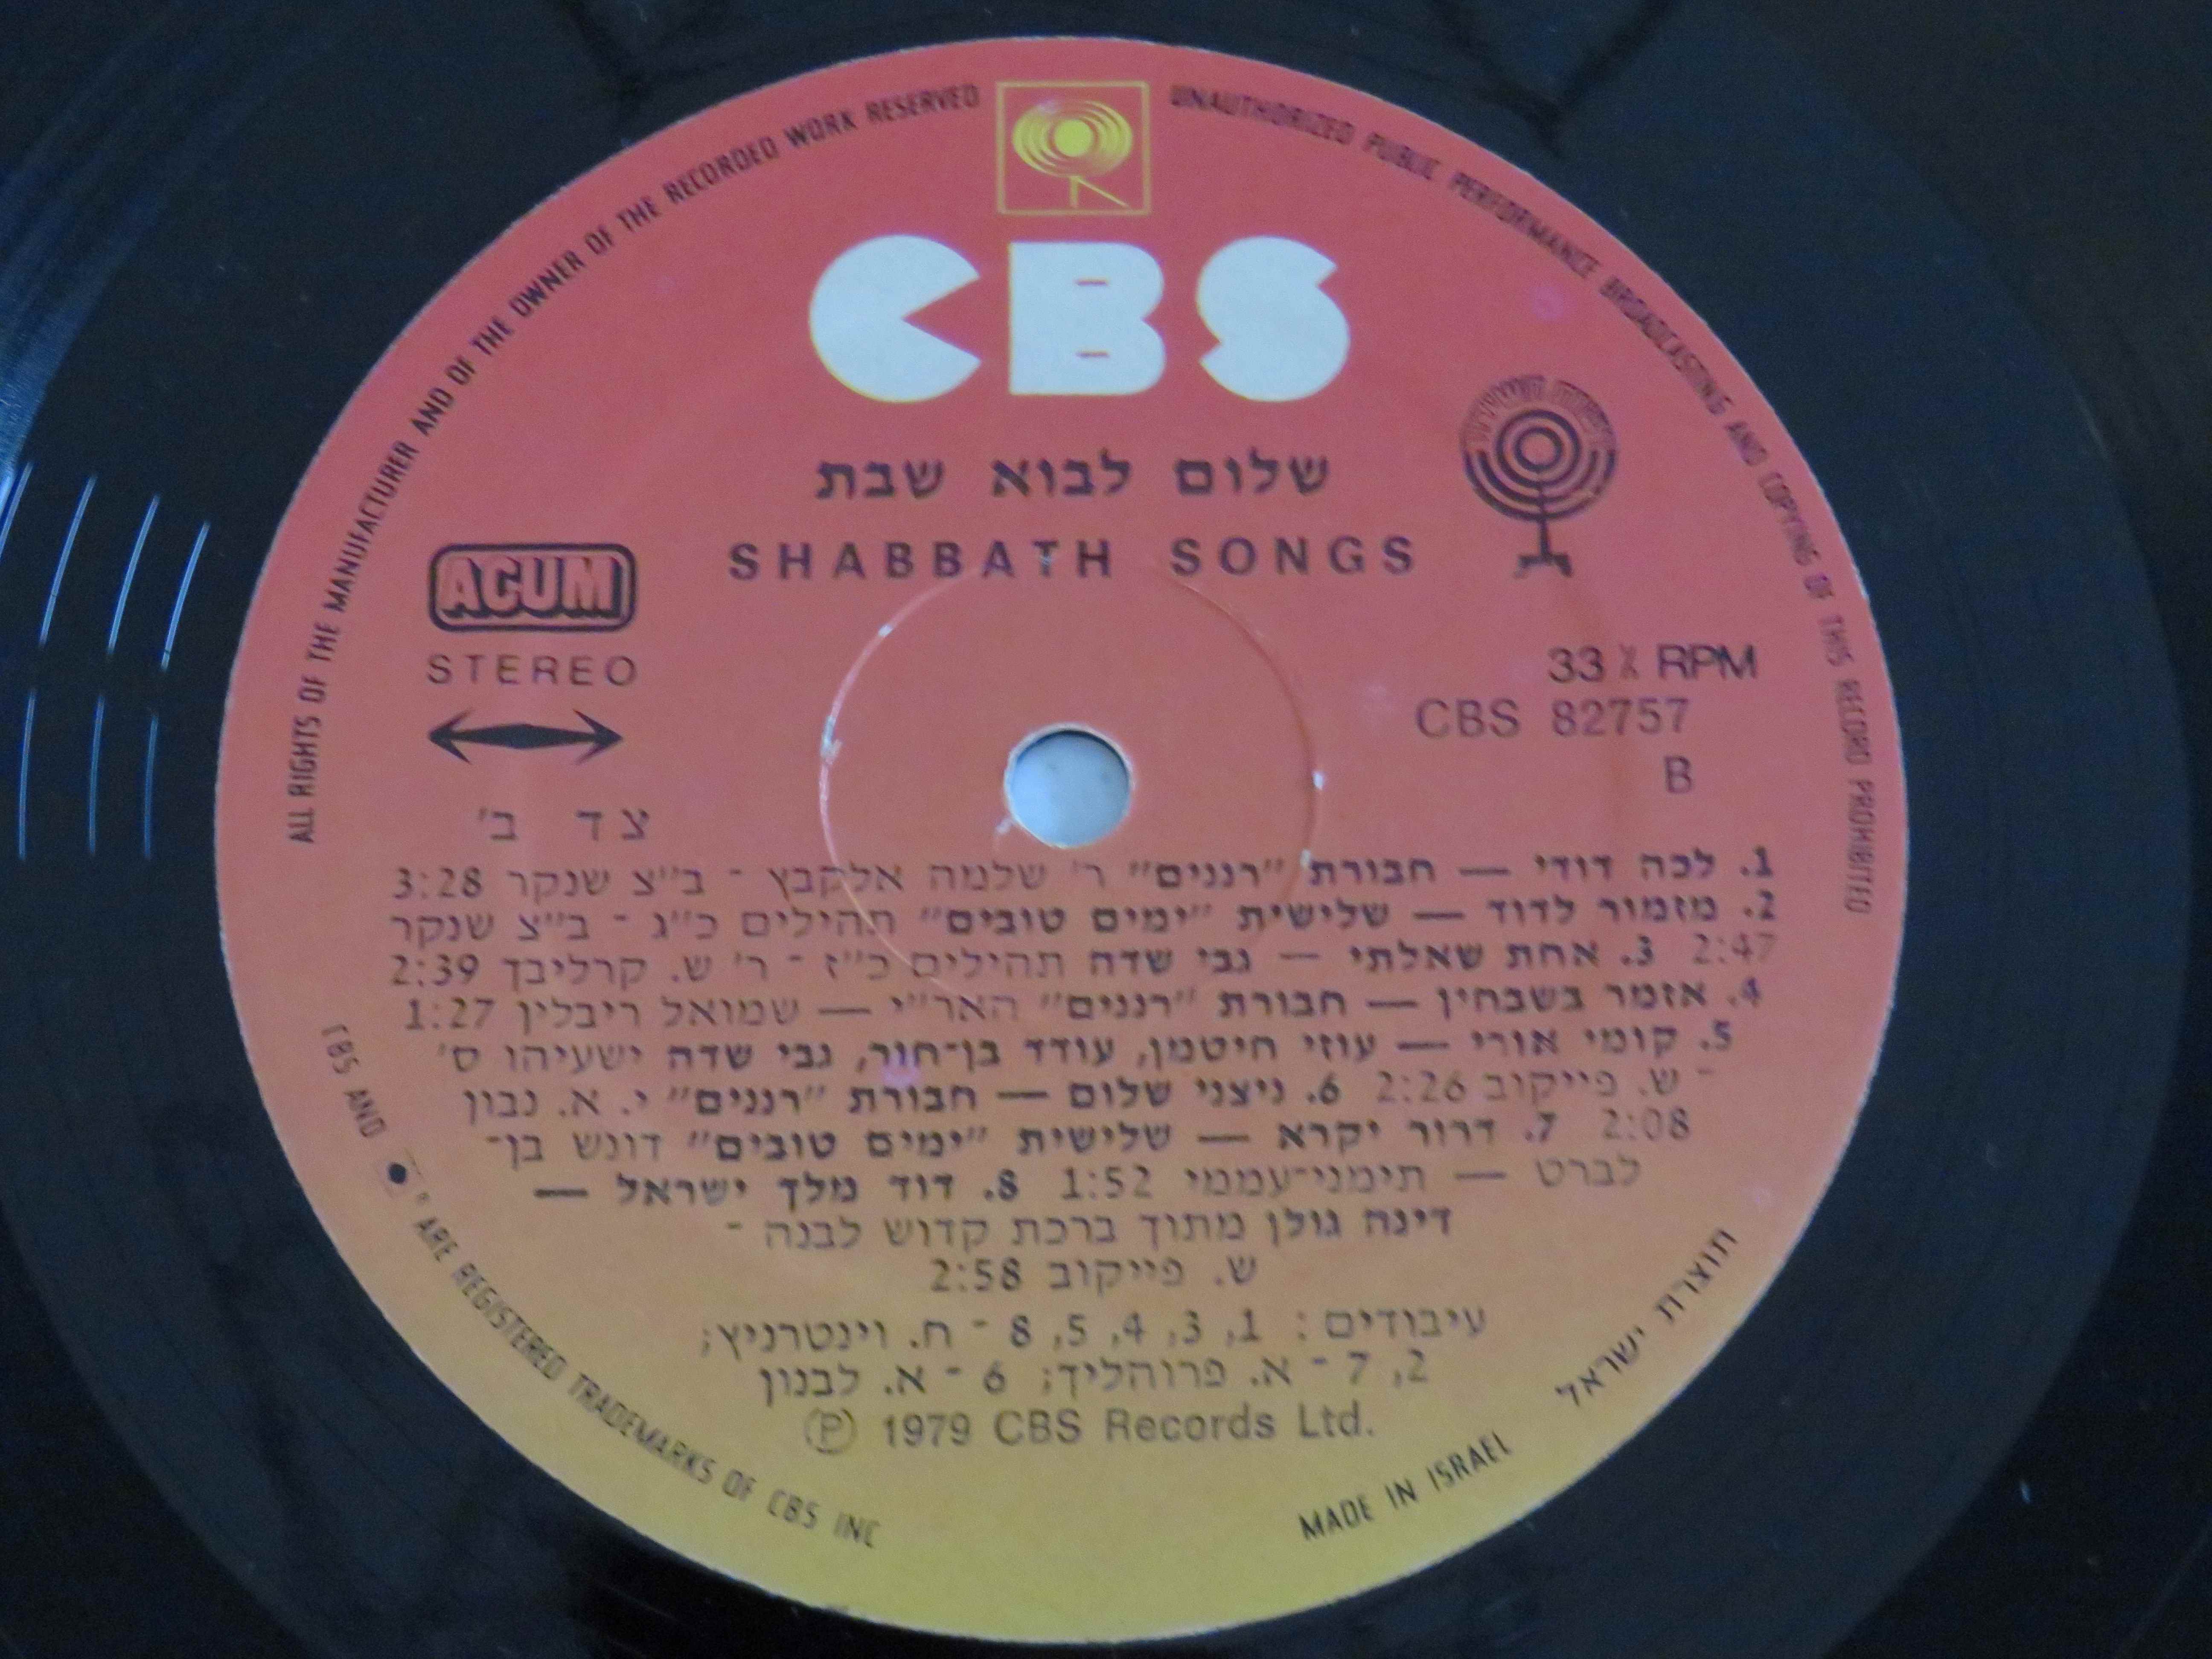 ALL RIGHTS OF THE MANUFACTURER AND OF THE OWNER OF THE RECORDED WORK RESERVED
UNAUTHORIZED PUBLIC PERFORMANCE BROADCASTING AND COPYING OF THIS RECORD PROHIBITED
CBS
שלום לבוא שבת
SHABBATH SONGS
ACUM
STEREO
33⅓ RPM
CBS 82757
B
צד ב'
1. לכה דודי — חבורת "רננים" ר' שלמה אלקבץ - ב"צ שנקר 3:28
2. מזמור לדוד — שלישית "ימים טובים" תהילים כ"ג - ב"צ שנקר
2:47 3. אחת שאלתי — גבי שדה תהילים כ"ז - ר' ש. קרליבך 2:39
4. אזמר בשבחין — חבורת "רננים" האר"י — שמואל ריבלין 1:27
5. קומי אורי — עוזי חיטמן, עודד בן-חור, גבי שדה ישעיהו ס'
- ש. פייקוב 2:26 6. ניצני שלום — חבורת "רננים" י. א. נבון
2:08 7. דרור יקרא — שלישית "ימים טובים" דונש בן-
לברט — תימני-עממי 1:52 8. דוד מלך ישראל —
דינה גולן מתוך ברכת קדוש לבנה -
ש. פייקוב 2:58
עיבודים: 1, 3, 4, 5, 8 - ח. וינטרניץ;
2, 7 - א. פרוהליך; 6 - א. לבנון
Ⓟ 1979 CBS Records Ltd.
CBS AND " ARE REGISTERED TRADEMARKS OF CBS INC
MADE IN ISRAEL
תוצרת ישראל